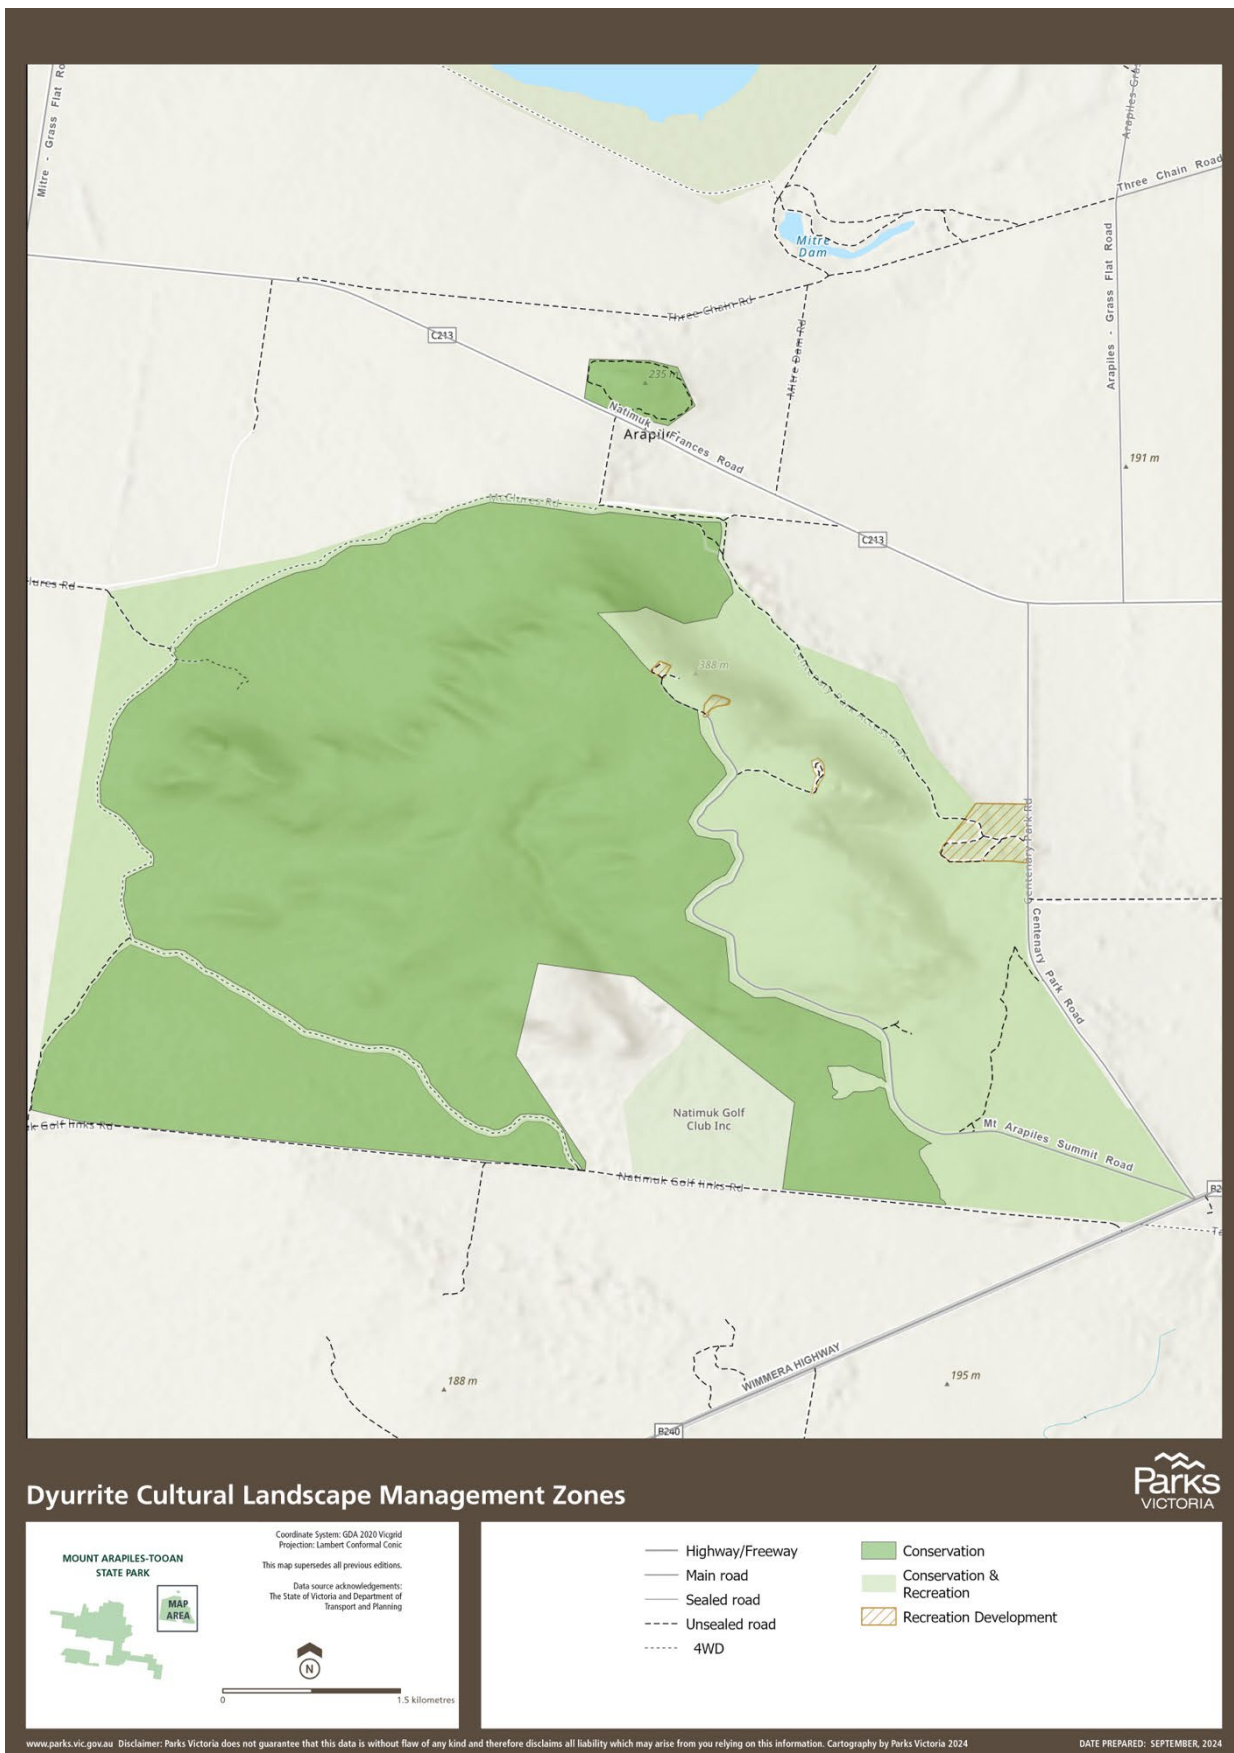 Mitre - Grass Flat Ro
Arapiles Gras
Three Chain Road
Mitre
Dam
Arapiles - Grass Flat Road
Three Chain Rd
C213
Mitre Dam Rd
235 m
Natimuk Frances Road
191 m
McClures Rd
C213
lures Rd
388 m
Centenary Park Rd
Centenary Park Road
Natimuk Golf
Club Inc
Mt Arapiles Summit Road
k Golf links Rd
Natimuk Golf links Rd
B2
Te
WIMMERA HIGHWAY
188 m
195 m
B240
Dyurrite Cultural Landscape Management Zones
Parks
VICTORIA
MOUNT ARAPILES-TOOAN
STATE PARK
MAP
AREA
Coordinate System: GDA 2020 Vicgrid
Projection: Lambert Conformal Conic
This map supersedes all previous editions.
Data source acknowledgements:
The State of Victoria and Department of
Transport and Planning
N
0 1.5 kilometres
Highway/Freeway
Main road
Sealed road
Unsealed road
4WD
Conservation
Conservation &
Recreation
Recreation Development
www.parks.vic.gov.au Disclaimer: Parks Victoria does not guarantee that this data is without flaw of any kind and therefore disclaims all liability which may arise from you relying on this information. Cartography by Parks Victoria 2024
DATE PREPARED: SEPTEMBER, 2024